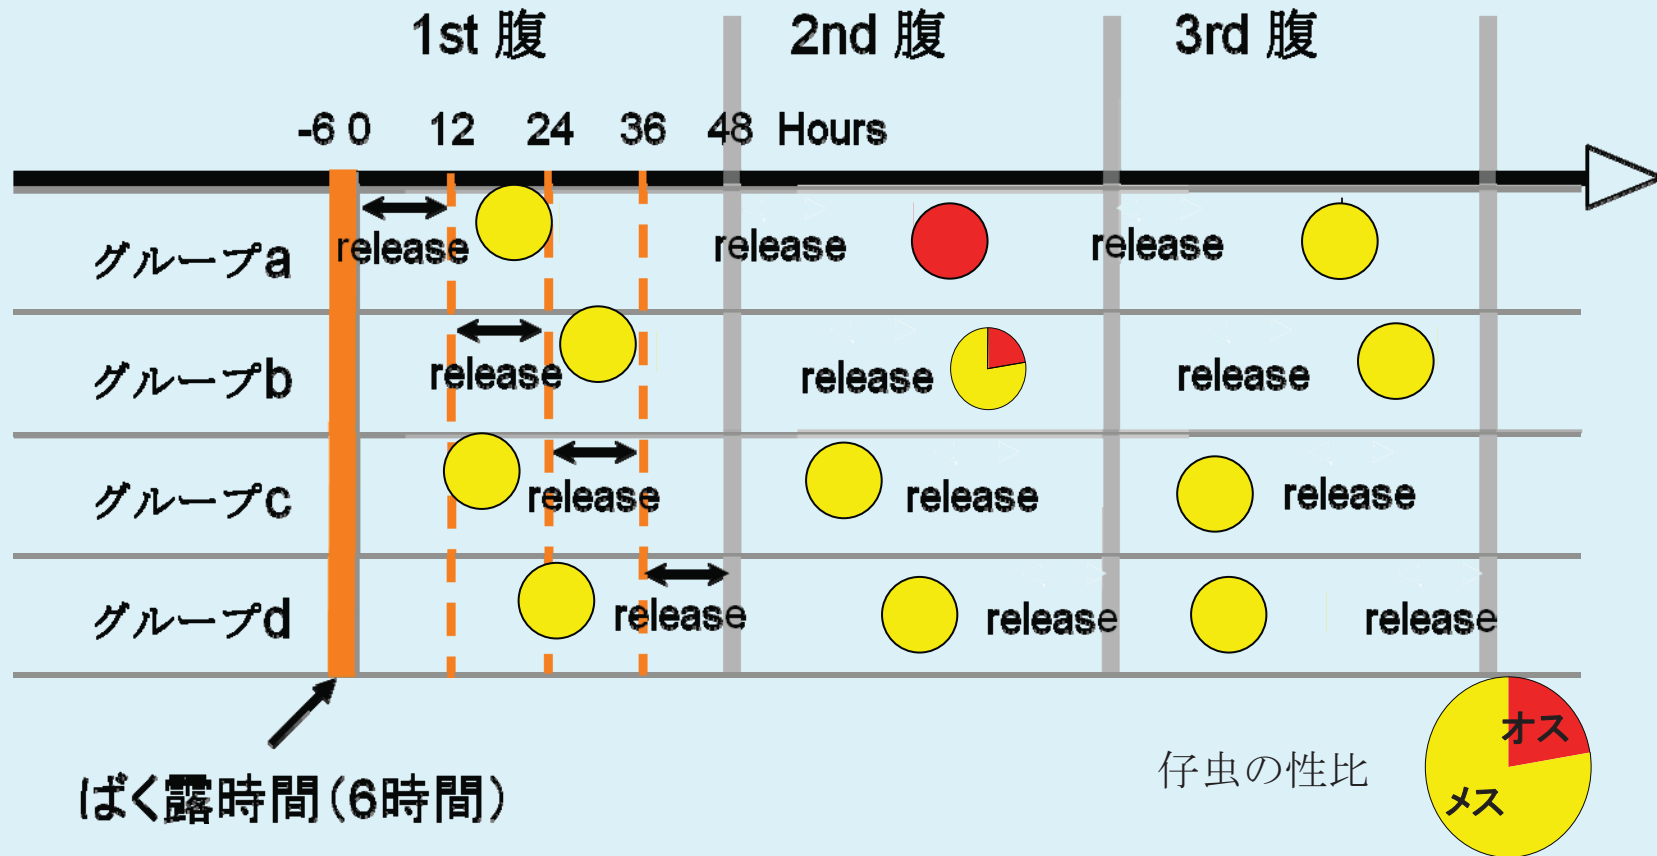 1st 腹 2nd 腹 3rd 腹
-6 0 12 24 36 48 Hours
グループa release release release
グループb release release release
グループc release release release
グループd release release release
ばく露時間(6時間)
仔虫の性比
オス
メス